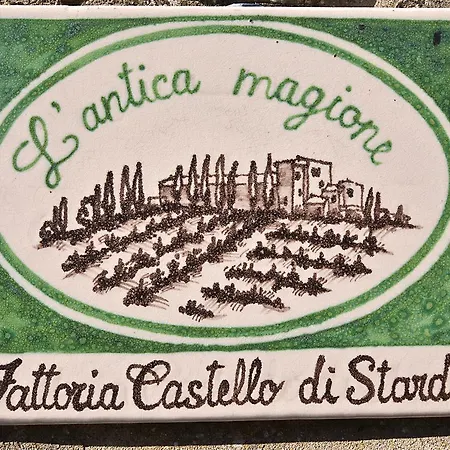 L'antica magione
Fattoria Castello di Stard